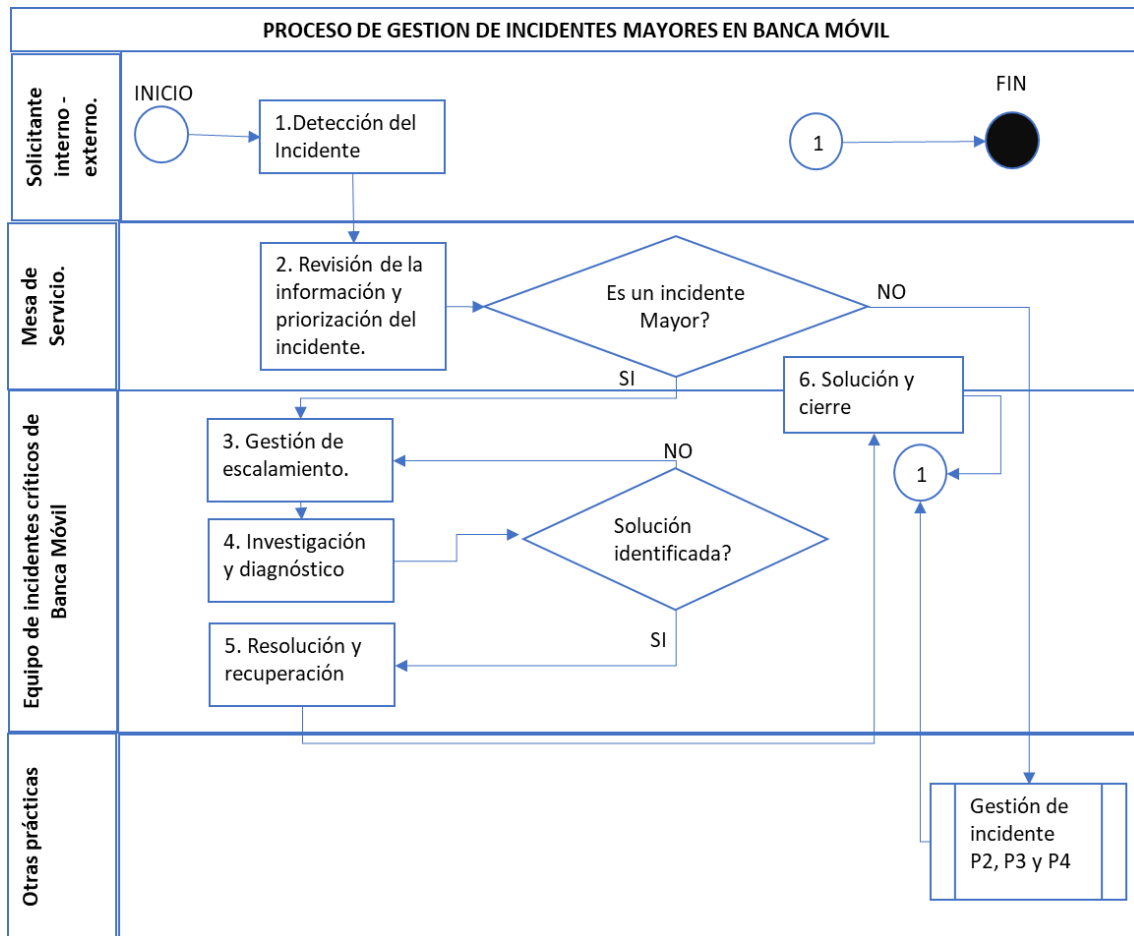 PROCESO DE GESTION DE INCIDENTES MAYORES EN BANCA MÓVIL
Solicitante
interno -
externo.
INICIO
1.Detección del
Incidente
1
FIN
Mesa de
Servicio.
2. Revisión de la
información y
priorización del
incidente.
Es un incidente
Mayor?
NO
SI
Equipo de incidentes críticos de
Banca Móvil
6. Solución y
cierre
3. Gestión de
escalamiento.
NO
1
4. Investigación
y diagnóstico
Solución
identificada?
SI
5. Resolución y
recuperación
Otras prácticas
Gestión de
incidente
P2, P3 y P4